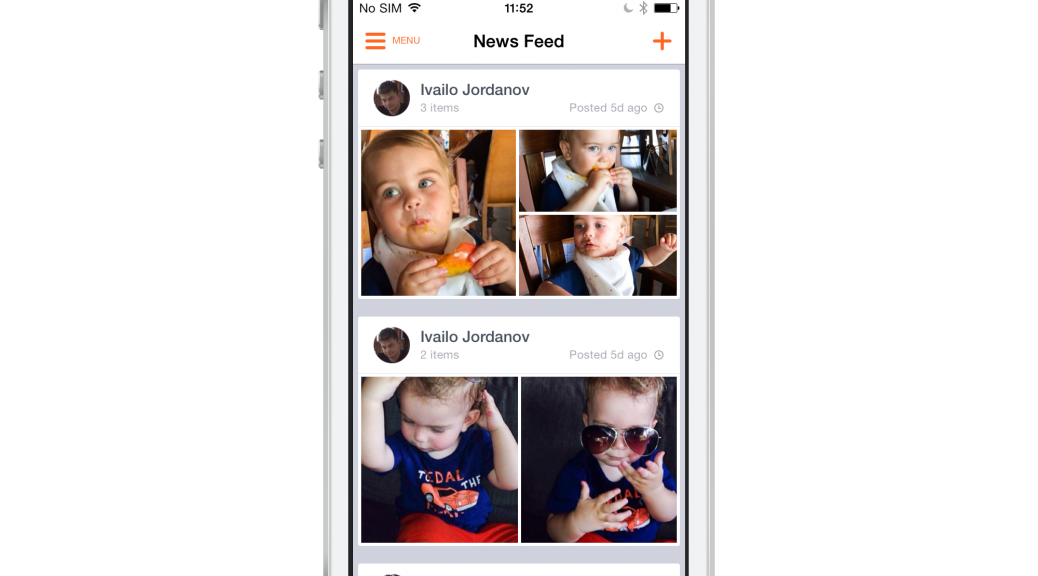 No SIM 11:52
MENU News Feed
Ivailo Jordanov
3 items Posted 5d ago
Ivailo Jordanov
2 items Posted 5d ago
THE